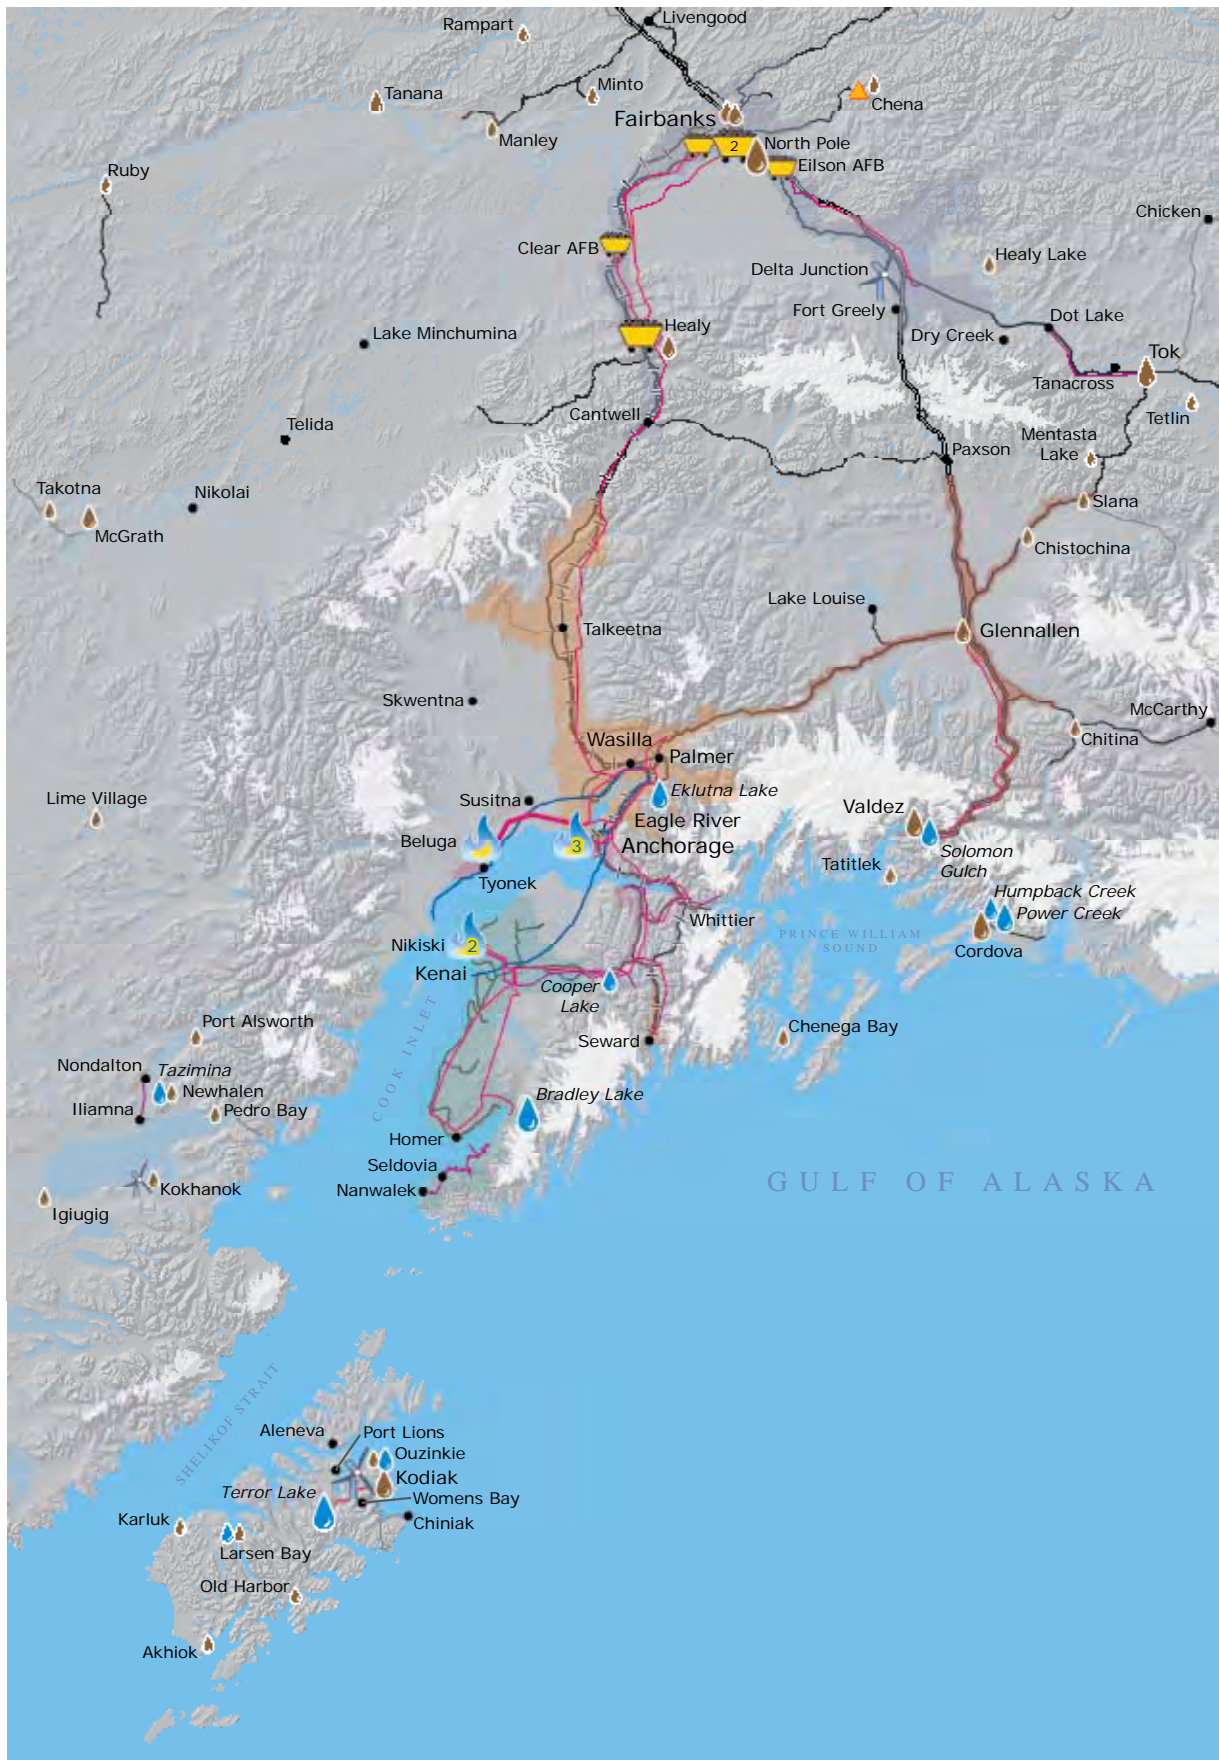 Livengood
Rampart
Minto
Tanana
Chena
Fairbanks
Manley
2
North Pole
Eilson AFB
Ruby
Chicken
Clear AFB
Healy Lake
Delta Junction
Fort Greely
Dot Lake
Healy
Lake Minchumina
Dry Creek
Tok
Tanacross
Cantwell
Tetlin
Telida
Mentasta
Lake
Paxson
Takotna
Nikolai
Slana
McGrath
Chistochina
Lake Louise
Talkeetna
Glennallen
Skwentna
McCarthy
Wasilla
Chitina
Palmer
Eklutna Lake
Lime Village
Susitna
Valdez
Eagle River
Beluga
3
Anchorage
Solomon
Gulch
Tatitlek
Tyonek
Humpback Creek
Power Creek
Whittier
PRINCE WILLIAM
SOUND
Nikiski
2
Cordova
Kenai
Cooper
Lake
COOK INLET
Port Alsworth
Chenega Bay
Seward
Nondalton
Tazimina
Newhalen
Bradley Lake
Iliamna
Pedro Bay
Homer
Seldovia
GULF OF ALASKA
Kokhanok
Nanwalek
Igiugig
SHELIKOF STRAIT
Aleneva
Port Lions
Ouzinkie
Kodiak
Terror Lake
Womens Bay
Karluk
Chiniak
Larsen Bay
Old Harbor
Akhiok